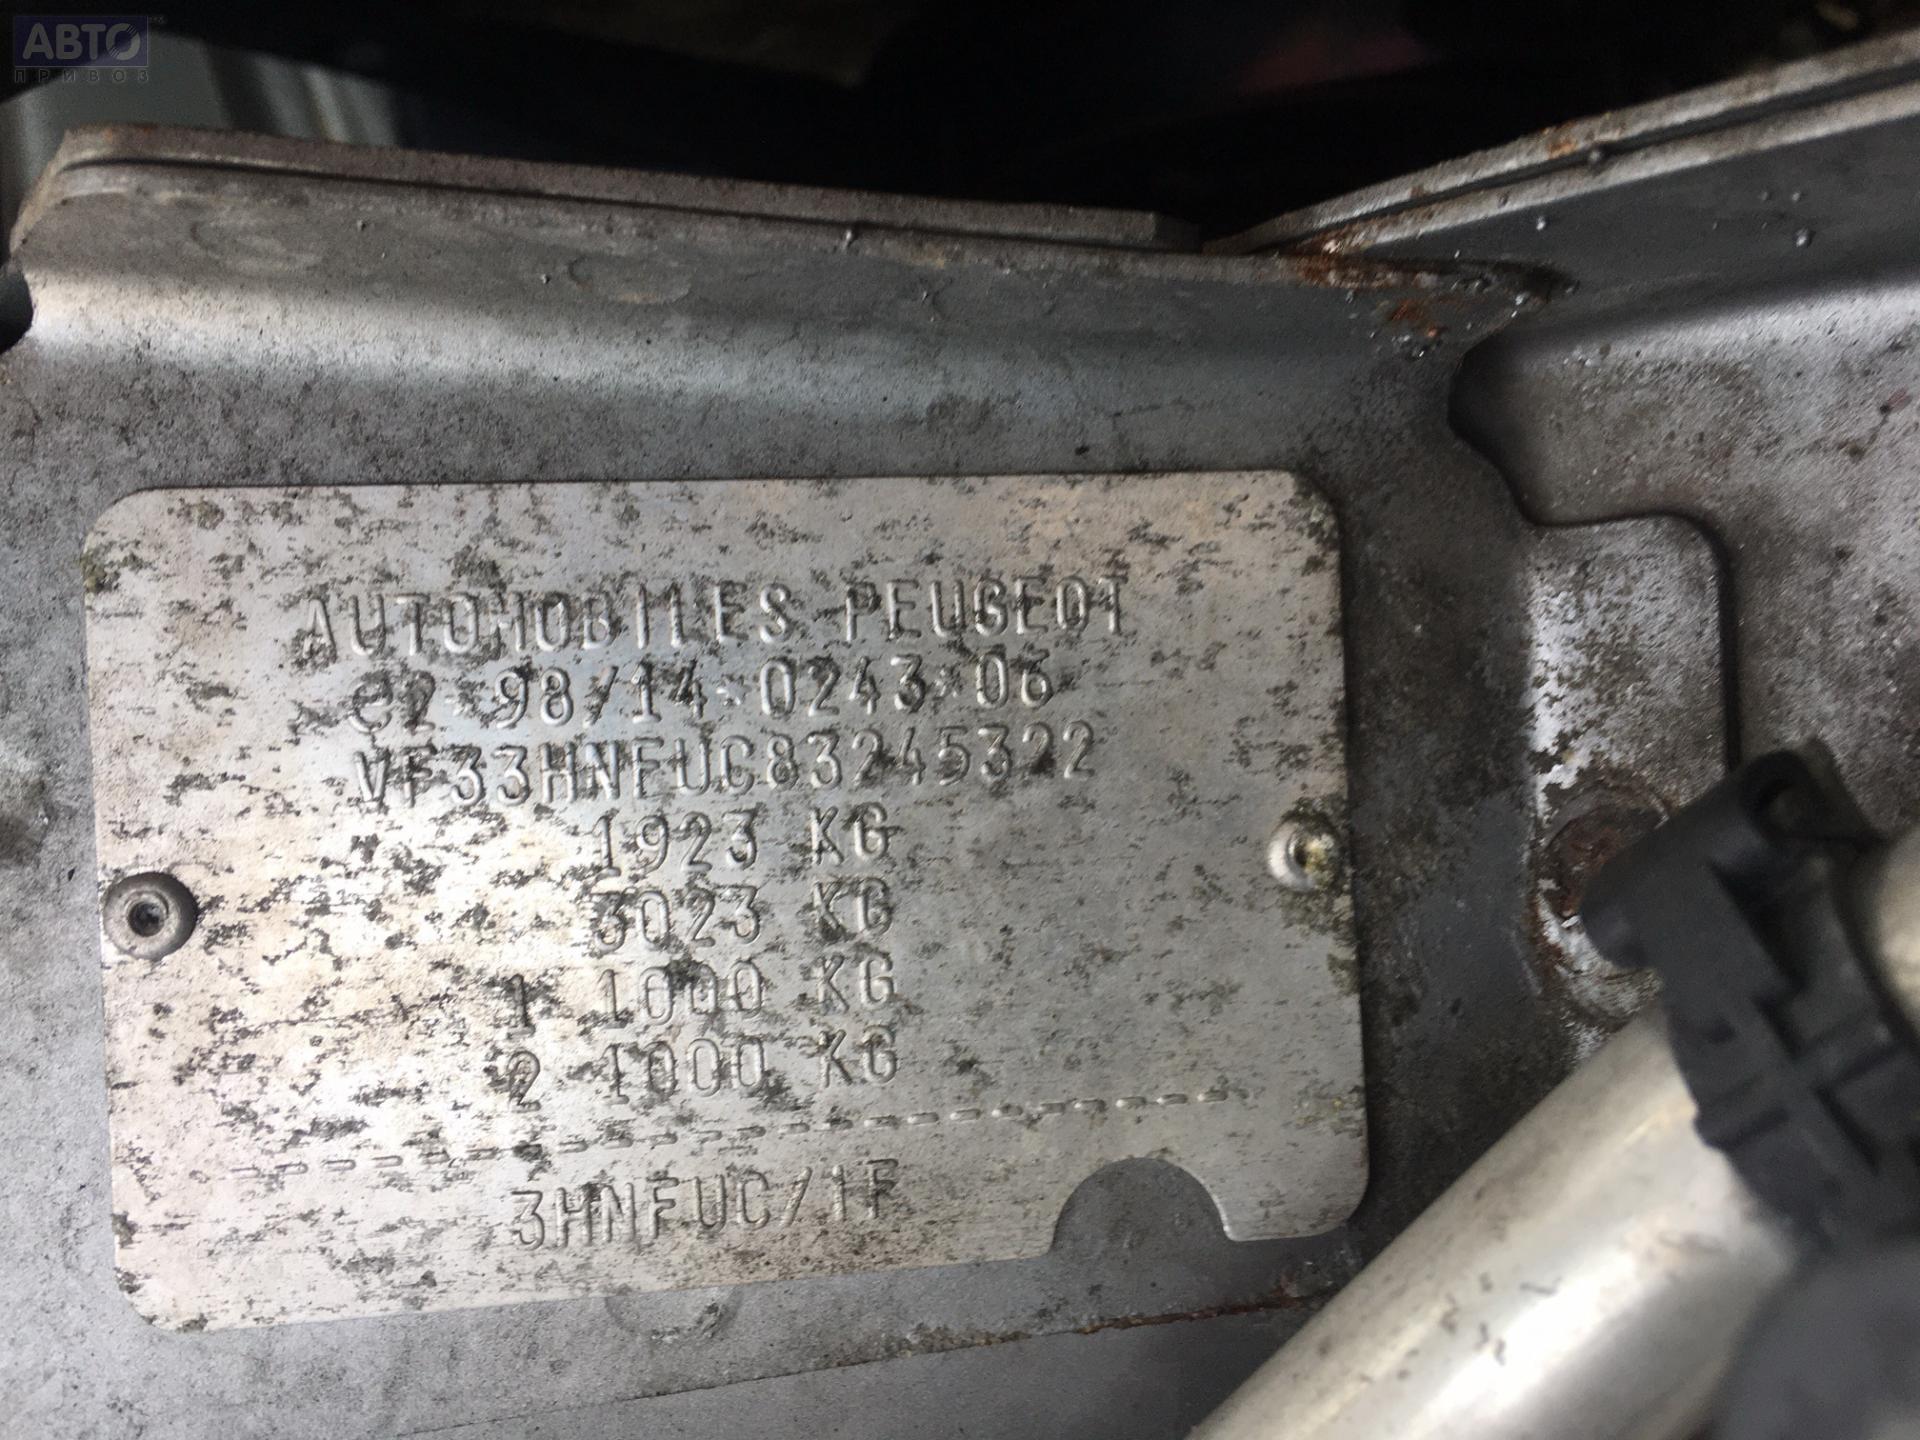 АВТО
ПРИВОЗ
AUTOMOBILES PEUGEOT
e2*98/14*0243*06
VF33HNFUC83245322
1923 KG
3023 KG
1 1000 KG
2 1000 KG
3HNFUC/1F